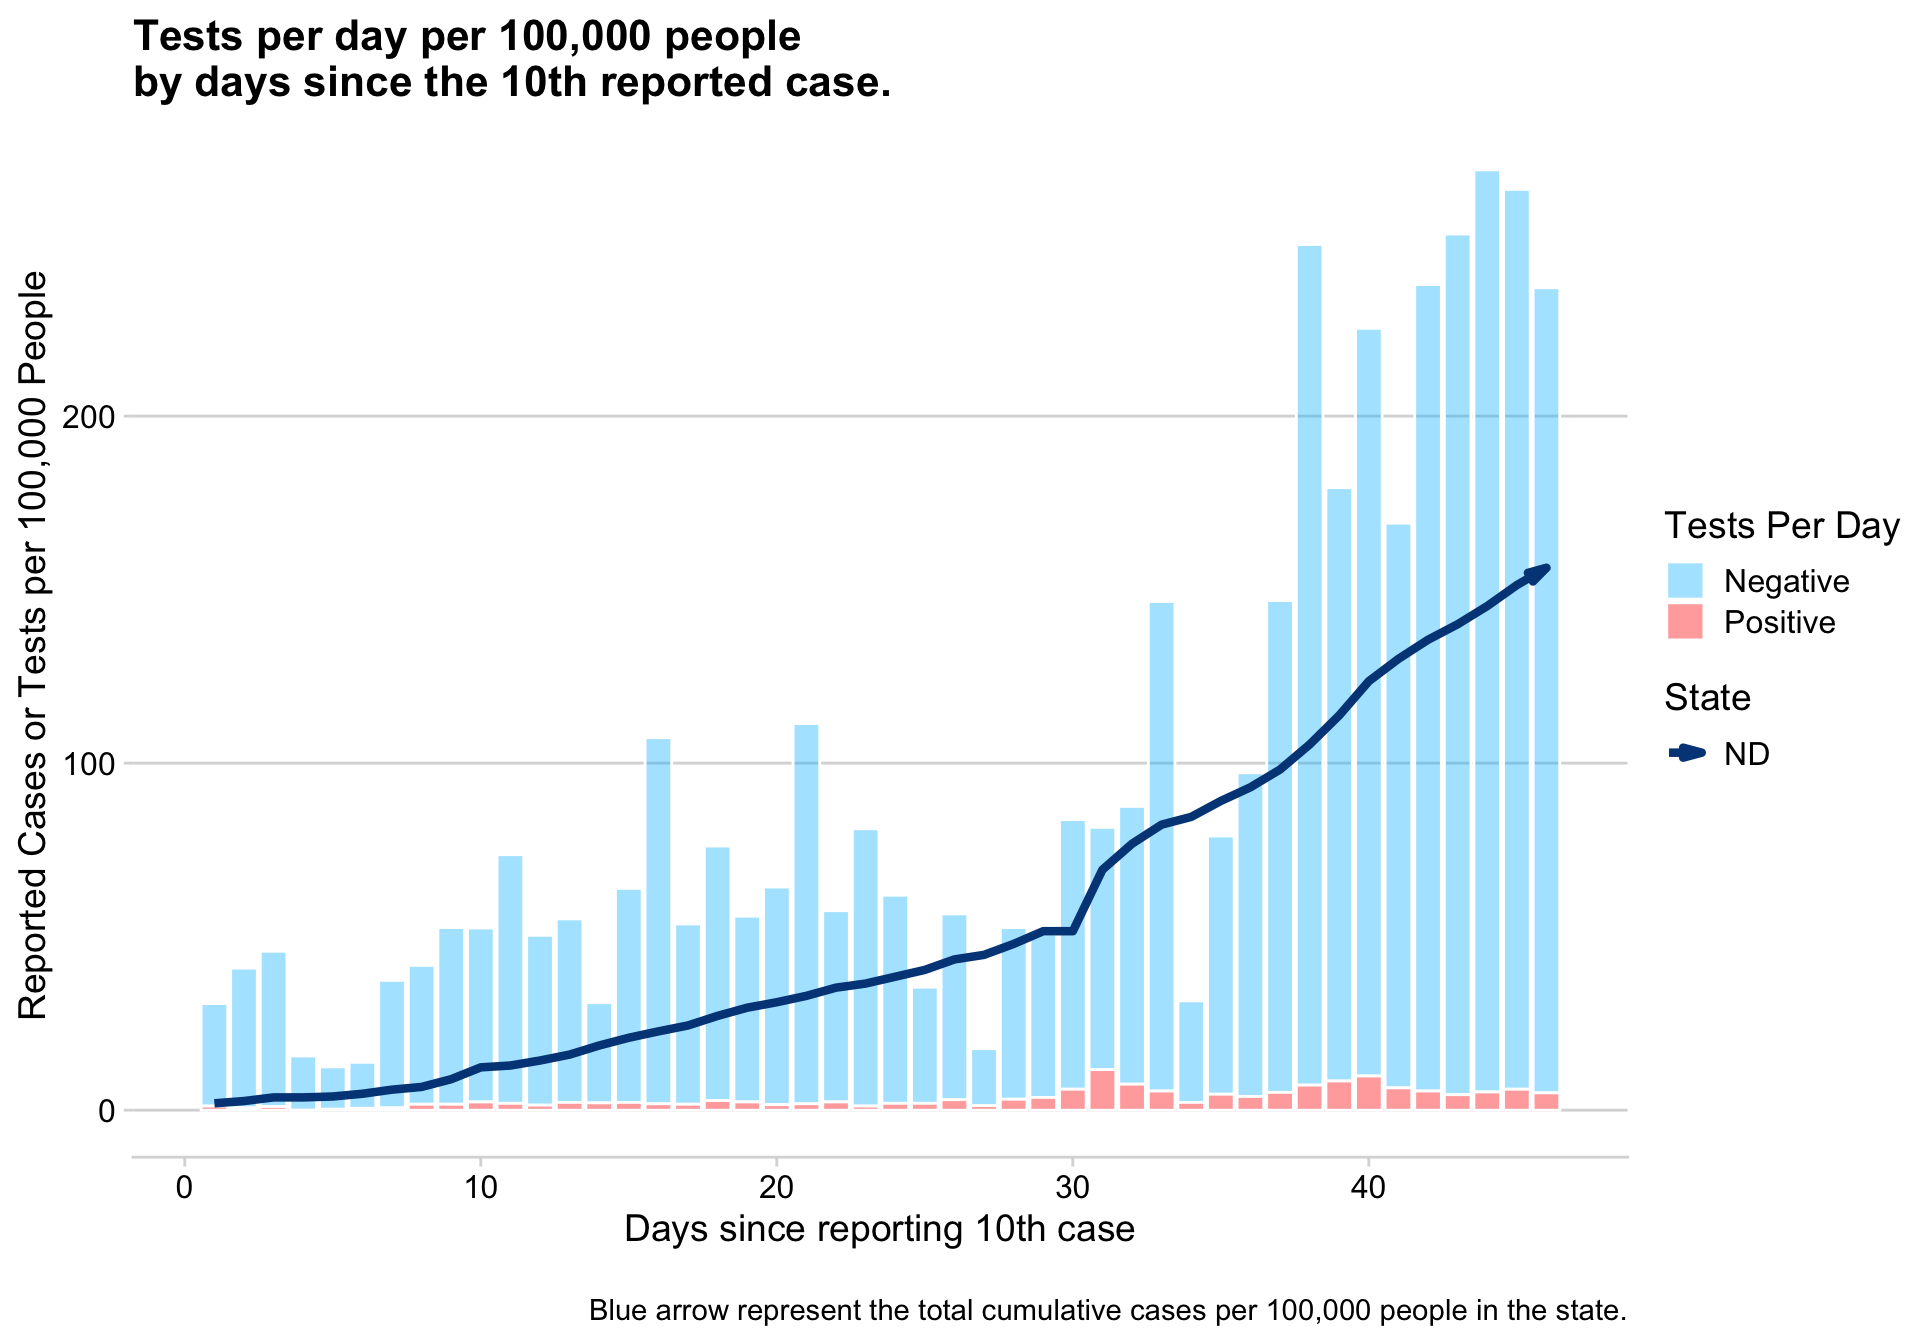 Tests per day per 100,000 people
by days since the 10th reported case.
Reported Cases or Tests per 100,000 People
200
100
0
0
10
20
30
40
Days since reporting 10th case
Tests Per Day
Negative
Positive
State
ND
Blue arrow represent the total cumulative cases per 100,000 people in the state.